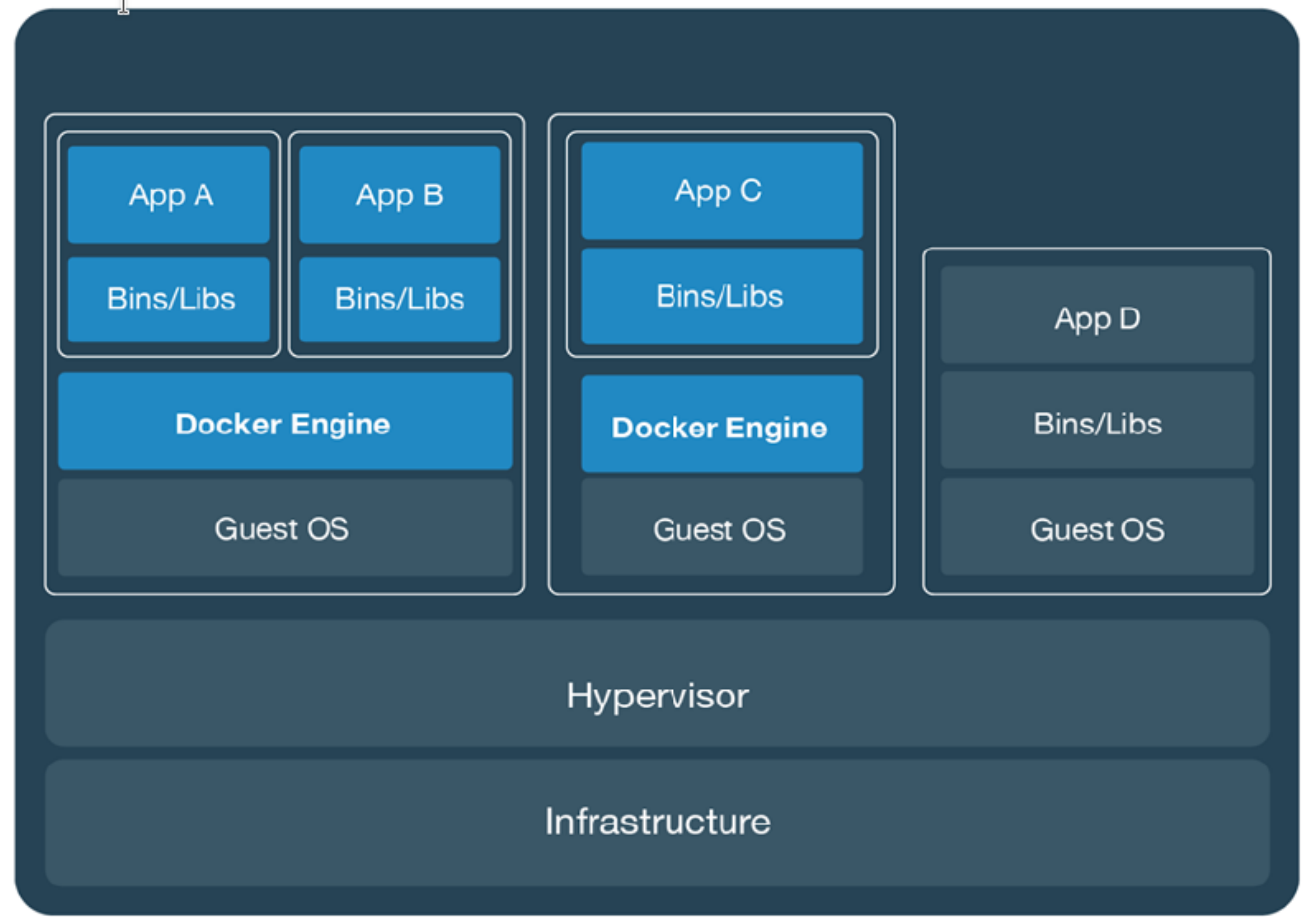 App A
Bins/Libs
App B
Bins/Libs
Docker Engine
Guest OS
App C
Bins/Libs
Docker Engine
Guest OS
App D
Bins/Libs
Guest OS
Hypervisor
Infrastructure